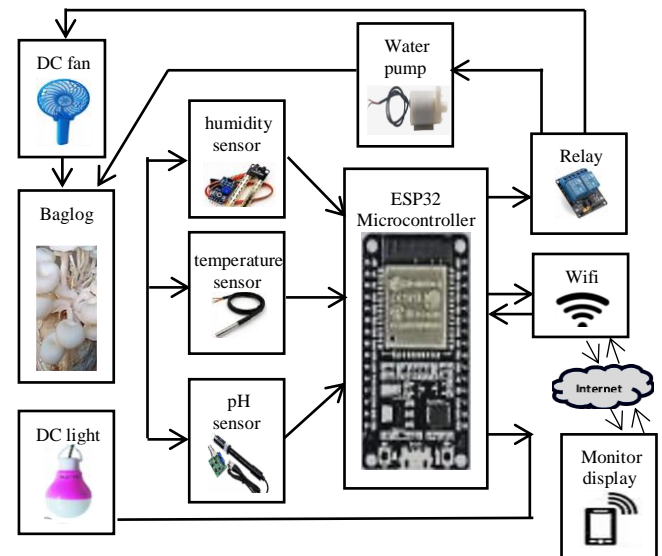 DC fan
Water
pump
humidity
sensor
Relay
ESP32
Microcontroller
Baglog
temperature
sensor
Wifi
Internet
pH
sensor
DC light
Monitor
display